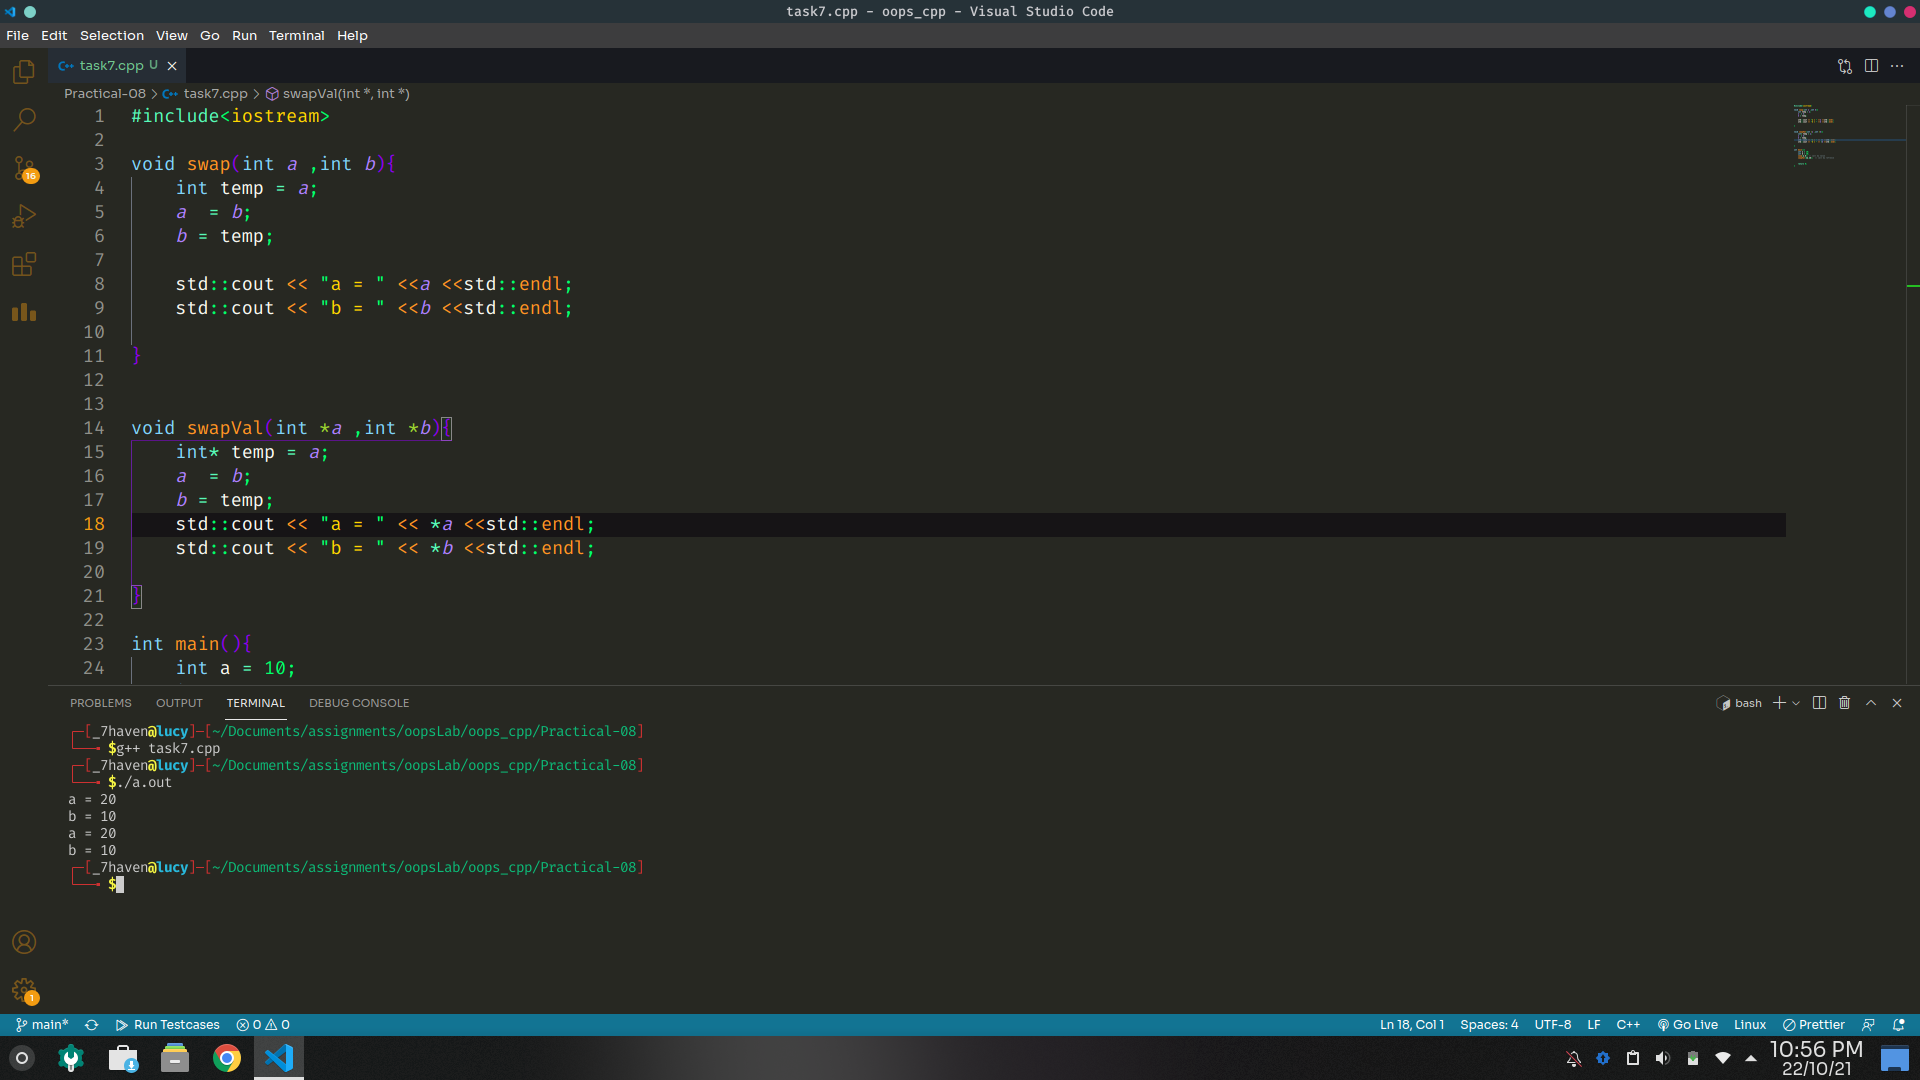 task7.cpp - oops_cpp - Visual Studio Code
File Edit Selection View Go Run Terminal Help
task7.cpp U
Practical-08 > task7.cpp > swapVal(int *, int *)
1 #include<iostream>
2
3 void swap(int a ,int b){
4     int temp = a;
5     a  = b;
6     b = temp;
7
8     std::cout << "a = " <<a <<std::endl;
9     std::cout << "b = " <<b <<std::endl;
10
11 }
12
13
14 void swapVal(int *a ,int *b){
15     int* temp = a;
16     a  = b;
17     b = temp;
18     std::cout << "a = " << *a <<std::endl;
19     std::cout << "b = " << *b <<std::endl;
20
21 }
22
23 int main(){
24     int a = 10;
16
PROBLEMS OUTPUT TERMINAL DEBUG CONSOLE
bash
[_7haven@lucy]-[~/Documents/assignments/oopsLab/oops_cpp/Practical-08]
$g++ task7.cpp
[_7haven@lucy]-[~/Documents/assignments/oopsLab/oops_cpp/Practical-08]
$./a.out
a = 20
b = 10
a = 20
b = 10
[_7haven@lucy]-[~/Documents/assignments/oopsLab/oops_cpp/Practical-08]
$
1
main* Run Testcases 0 0 Ln 18, Col 1 Spaces: 4 UTF-8 LF C++ Go Live Linux Prettier
10:56 PM
22/10/21